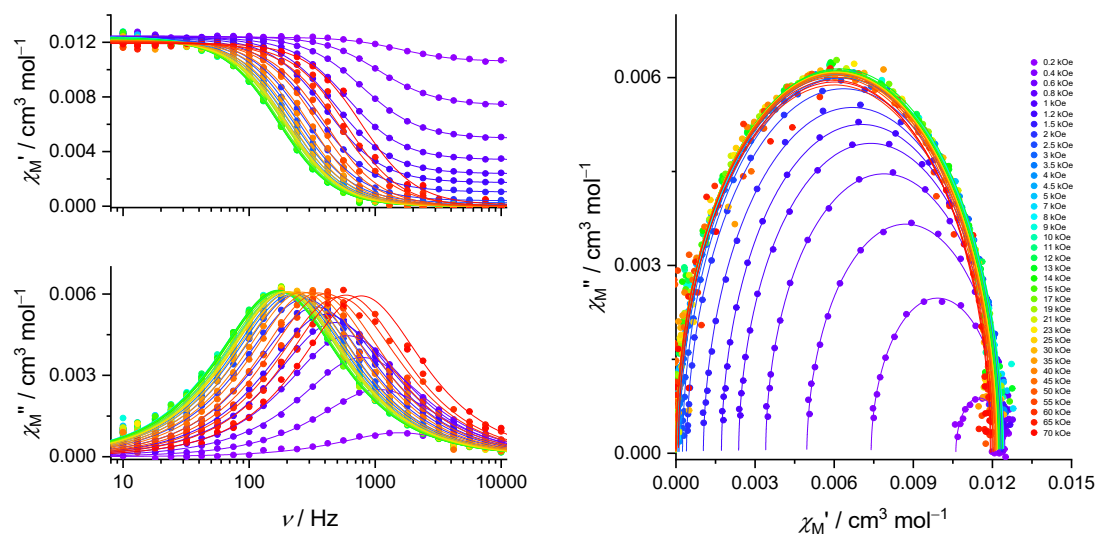 0.012
0.008
0.004
0.000
χM' / cm³ mol⁻¹
10
100
1000
10000
0.006
0.003
0.000
χM'' / cm³ mol⁻¹
10
100
1000
10000
ν / Hz
0.006
0.003
0.000
χM'' / cm³ mol⁻¹
0.000
0.003
0.006
0.009
0.012
0.015
χM' / cm³ mol⁻¹
0.2 kOe
0.4 kOe
0.6 kOe
0.8 kOe
1 kOe
1.2 kOe
1.5 kOe
2 kOe
2.5 kOe
3 kOe
3.5 kOe
4 kOe
4.5 kOe
5 kOe
7 kOe
8 kOe
9 kOe
10 kOe
11 kOe
12 kOe
13 kOe
14 kOe
15 kOe
17 kOe
19 kOe
21 kOe
23 kOe
25 kOe
30 kOe
35 kOe
40 kOe
45 kOe
50 kOe
55 kOe
60 kOe
65 kOe
70 kOe